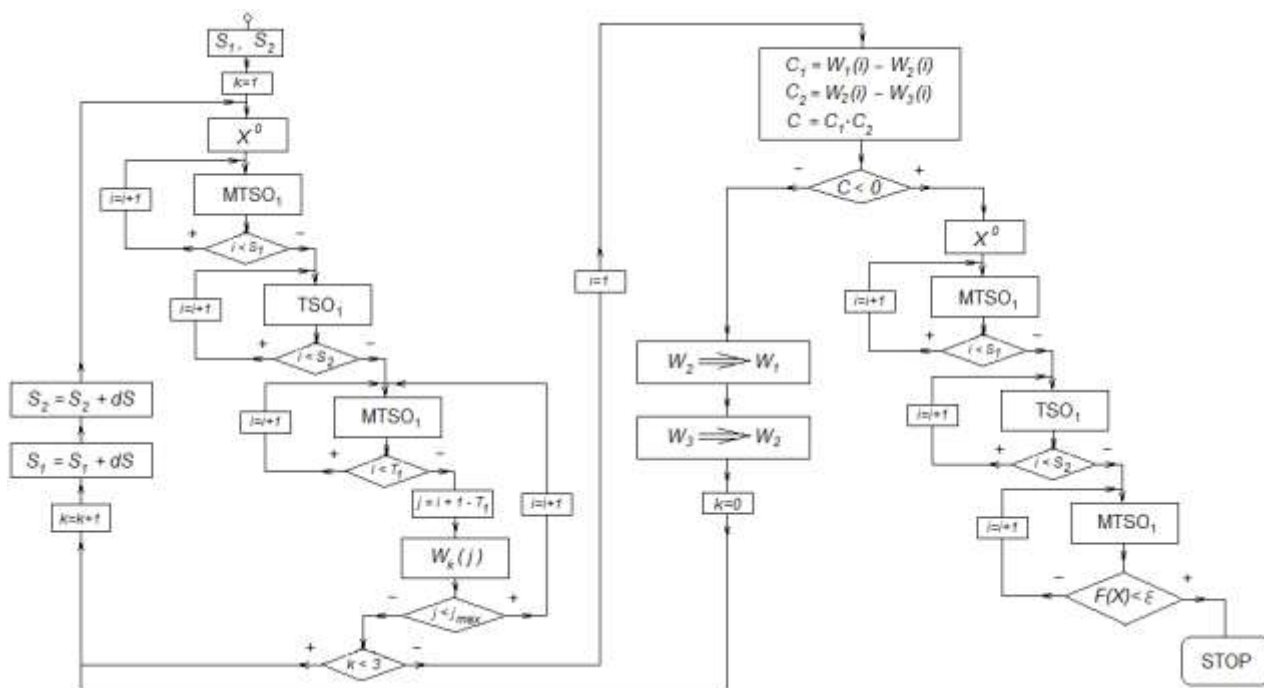 S₁, S₂
k=1
X⁰
i=i+1
MTSO₁
+
i < S₁
−
i=i+1
TSO₁
+
i < S₂
−
i=i+1
MTSO₁
+
i < T₁
−
j = i + 1 - T₁
i=i+1
Wₖ(j)
−
j < jₘₐₓ
+
+
k < 3
−
S₂ = S₂ + dS
S₁ = S₁ + dS
k=k+1
i=1
C₁ = W₁(i) − W₂(i)
C₂ = W₂(i) − W₃(i)
C = C₁·C₂
−
C < 0
+
W₂ ⟹ W₁
W₃ ⟹ W₂
k=0
X⁰
i=i+1
MTSO₁
+
i < S₁
−
i=i+1
TSO₁
+
i < S₂
−
i=i+1
MTSO₁
−
F(X) < ε
+
STOP